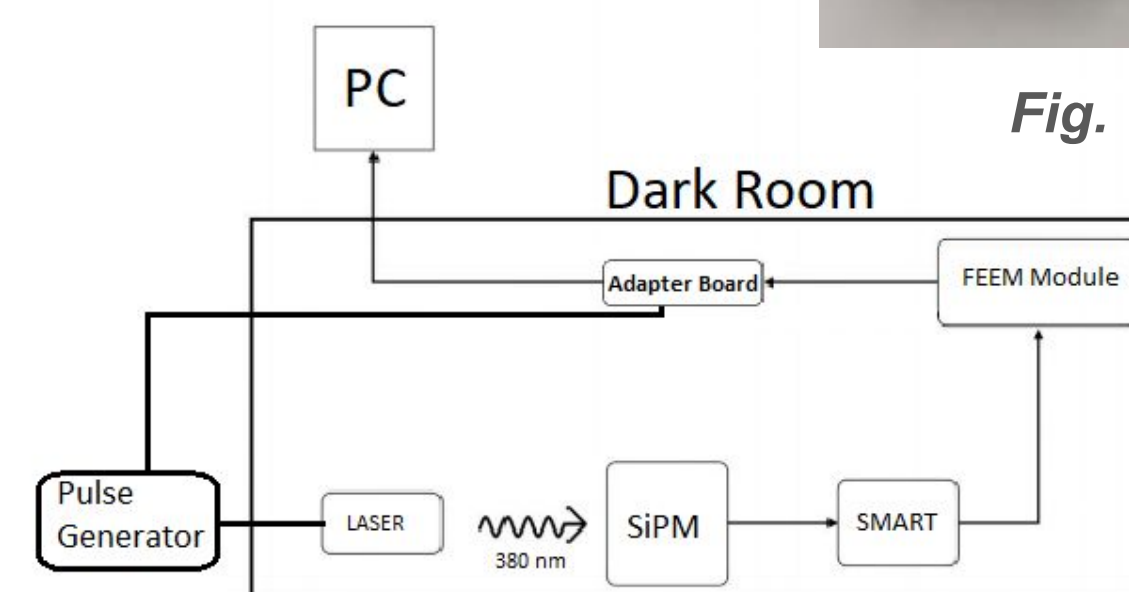 PC
Fig.
Dark Room
Adapter Board
FEEM Module
Pulse
Generator
LASER
380 nm
SiPM
SMART